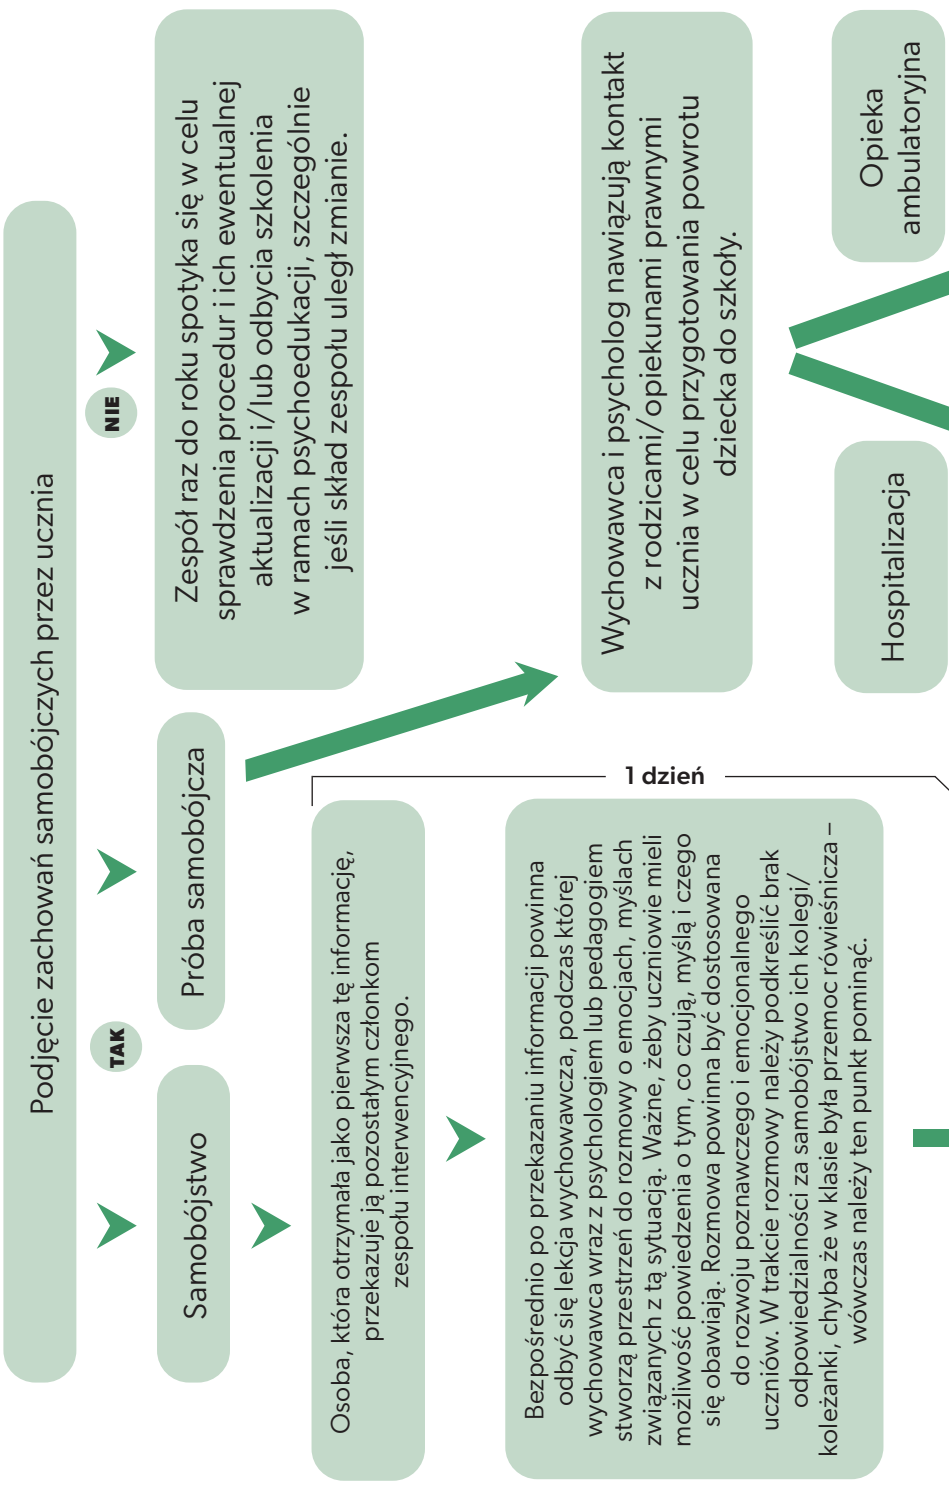 Podjęcie zachowań samobójczych przez ucznia
TAK
NIE
Samobójstwo
Próba samobójcza
Zespół raz do roku spotyka się w celu
sprawdzenia procedur i ich ewentualnej
aktualizacji i/lub odbycia szkolenia
w ramach psychoedukacji, szczególnie
jeśli skład zespołu uległ zmianie.
Osoba, która otrzymała jako pierwsza tę informację,
przekazuje ją pozostałym członkom
zespołu interwencyjnego.
1 dzień
Bezpośrednio po przekazaniu informacji powinna
odbyć się lekcja wychowawcza, podczas której
wychowawca wraz z psychologiem lub pedagogiem
stworzą przestrzeń do rozmowy o emocjach, myślach
związanych z tą sytuacją. Ważne, żeby uczniowie mieli
możliwość powiedzenia o tym, co czują, myślą i czego
się obawiają. Rozmowa powinna być dostosowana
do rozwoju poznawczego i emocjonalnego
uczniów. W trakcie rozmowy należy podkreślić brak
odpowiedzialności za samobójstwo ich kolegi/
koleżanki, chyba że w klasie była przemoc rówieśnicza –
wówczas należy ten punkt pominąć.
Wychowawca i psycholog nawiązują kontakt
z rodzicami/opiekunami prawnymi
ucznia w celu przygotowania powrotu
dziecka do szkoły.
Hospitalizacja
Opieka
ambulatoryjna